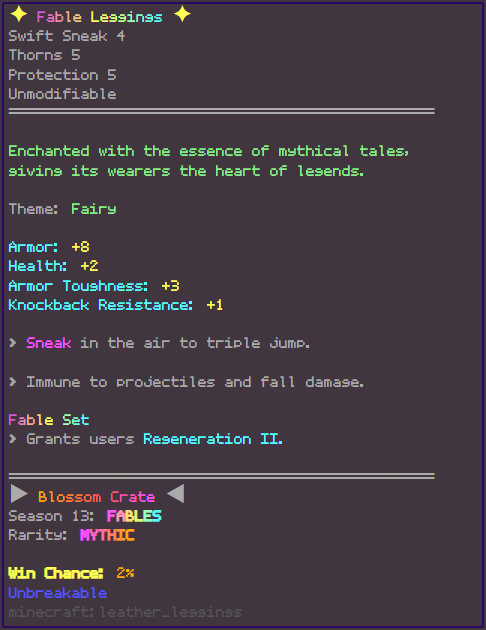 ✦ Fable Leggings ✦
Swift Sneak 4
Thorns 5
Protection 5
Unmodifiable
Enchanted with the essence of mythical tales,
giving its wearers the heart of legends.
Theme: Fairy
Armor: +8
Health: +2
Armor Toughness: +3
Knockback Resistance: +1
> Sneak in the air to triple jump.
> Immune to projectiles and fall damage.
Fable Set
> Grants users Regeneration II.
▶ Blossom Crate ◀
Season 13: FABLES
Rarity: MYTHIC
Win Chance: 2%
Unbreakable
minecraft:leather_leggings